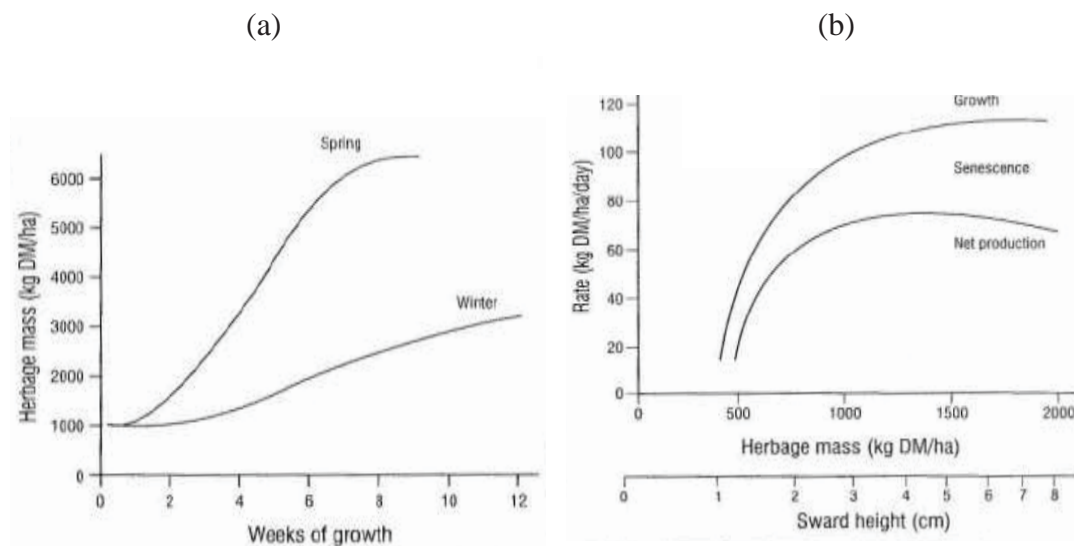 (a)
(b)
Spring
Winter
Herbage mass (kg DM/ha)
6000
5000
4000
3000
2000
1000
0
0 2 4 6 8 10 12
Weeks of growth
Growth
Senescence
Net production
Rate (kg DM/ha/day)
120
100
80
60
40
20
0
0 500 1000 1500 2000
Herbage mass (kg DM/ha)
0 1 2 3 4 5 6 7 8
Sward height (cm)